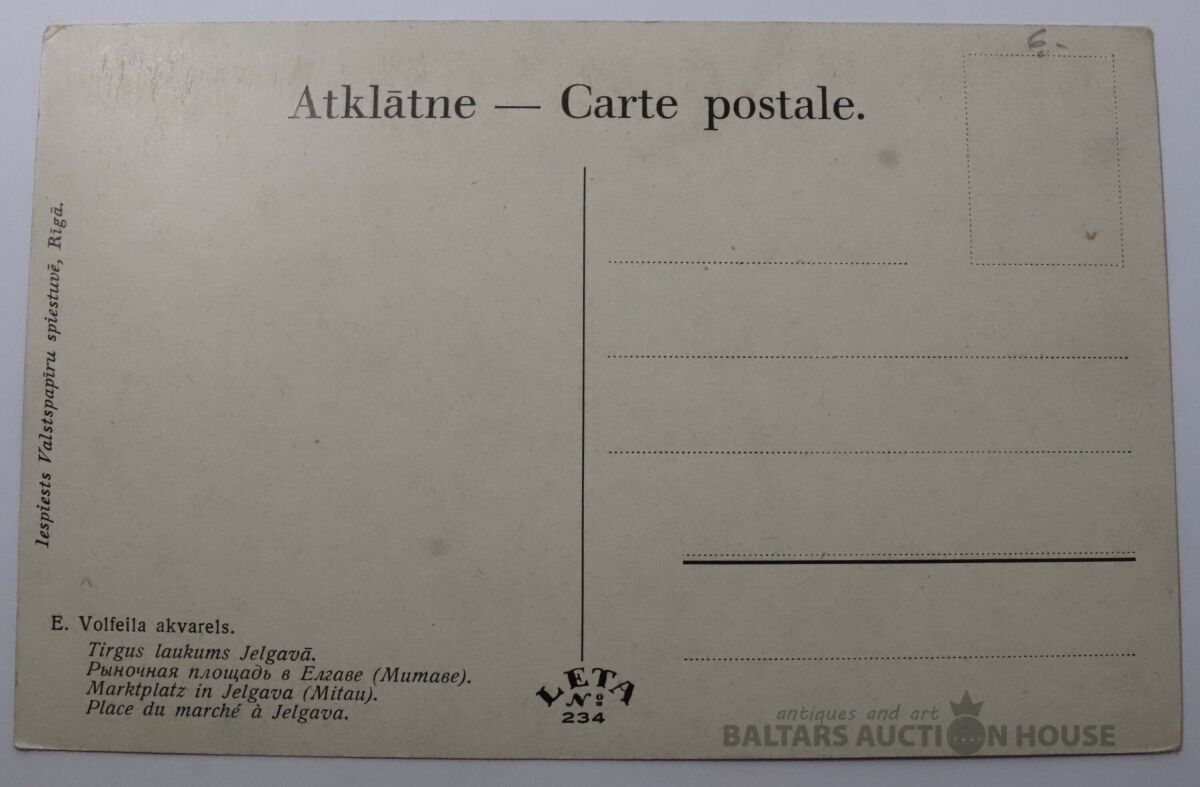 6.-
Atklātne — Carte postale.
Iespiests Valstspapīru spiestuvē, Rīgā.
E. Volfeila akvarels.
Tirgus laukums Jelgavā.
Рыночная площадь в Елгаве (Митаве).
Marktplatz in Jelgava (Mitau).
Place du marché à Jelgava.
LETA
№
234
antiques and art
BALTARS AUCTION HOUSE